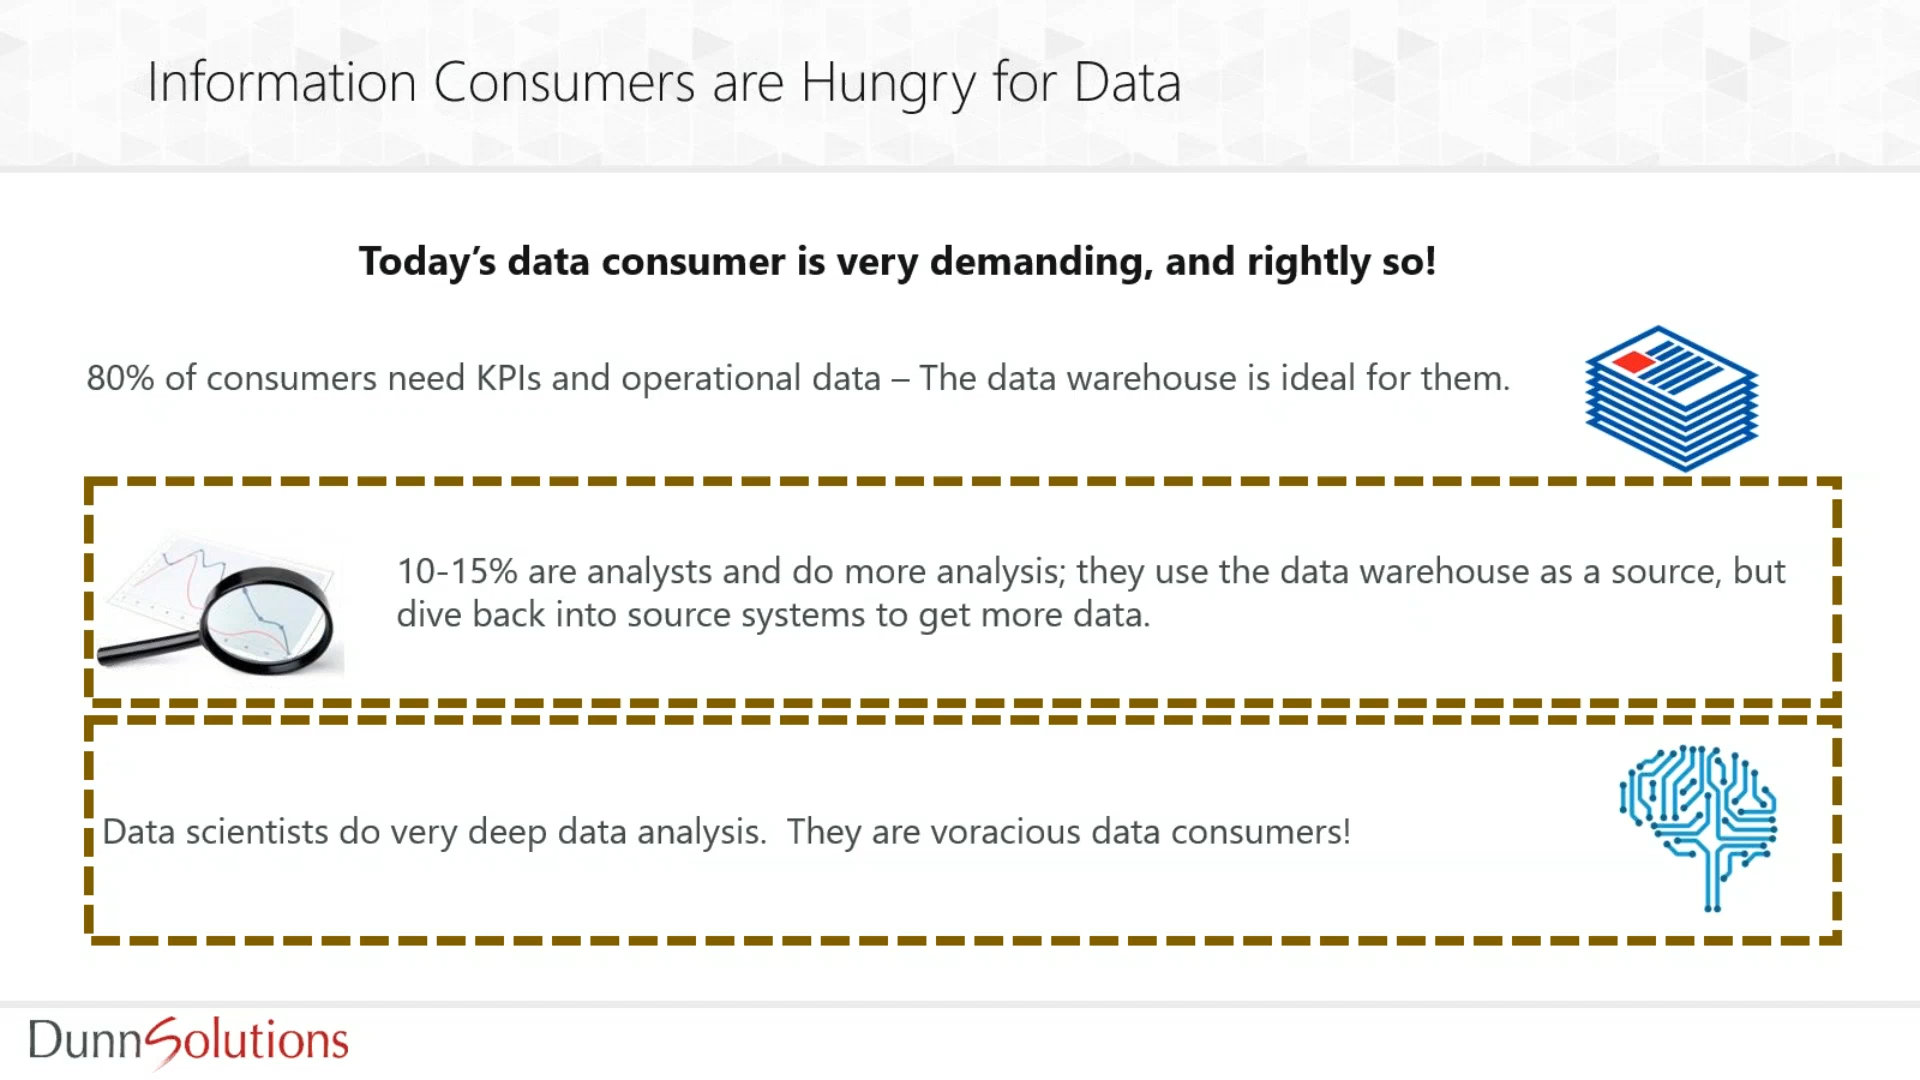 Information Consumers are Hungry for Data
Today’s data consumer is very demanding, and rightly so!
80% of consumers need KPIs and operational data – The data warehouse is ideal for them.
10-15% are analysts and do more analysis; they use the data warehouse as a source, but
dive back into source systems to get more data.
Data scientists do very deep data analysis.  They are voracious data consumers!
DunnSolutions